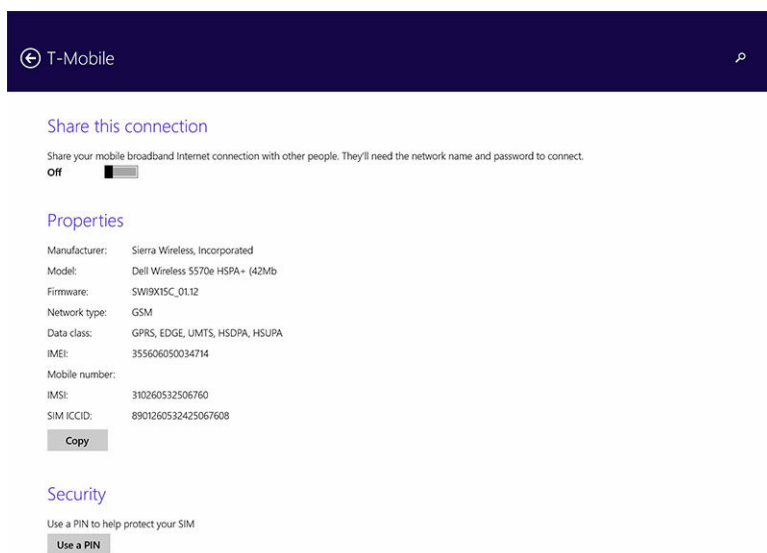 T-Mobile
Share this connection
Share your mobile broadband Internet connection with other people. They'll need the network name and password to connect.
Off
Properties
Manufacturer: Sierra Wireless, Incorporated
Model: Dell Wireless 5570e HSPA+ (42Mb
Firmware: SWI9X15C_01.12
Network type: GSM
Data class: GPRS, EDGE, UMTS, HSDPA, HSUPA
IMEI: 355606050034714
Mobile number:
IMSI: 310260532506760
SIM ICCID: 8901260532425067608
Copy
Security
Use a PIN to help protect your SIM
Use a PIN